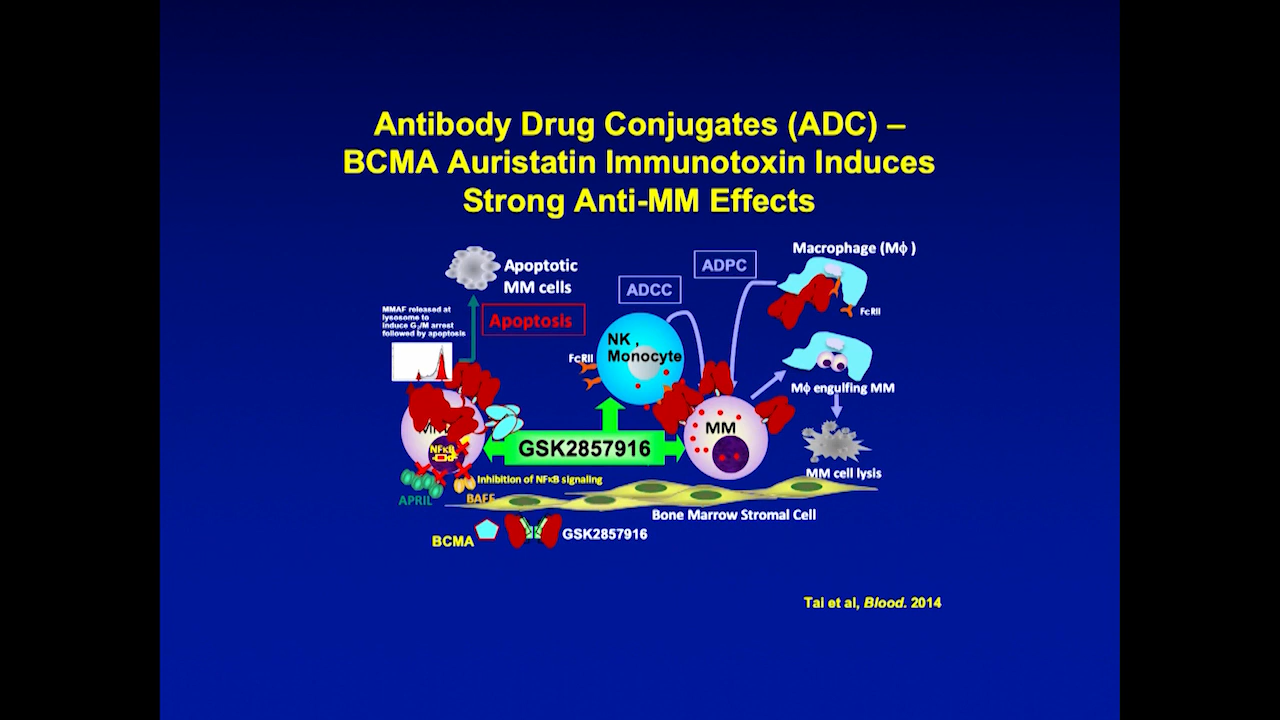 Antibody Drug Conjugates (ADC) –
BCMA Auristatin Immunotoxin Induces
Strong Anti-MM Effects
Macrophage (Mϕ )
ADPC
Apoptotic
MM cells
ADCC
MMAF released at
lysosome to
induce G2/M arrest
followed by apoptosis
Apoptosis
FcRII
NK ,
Monocyte
FcRII
Mϕ engulfing MM
MM
NFκB
GSK2857916
MM cell lysis
Inhibition of NFκB signaling
APRIL
BAFF
Bone Marrow Stromal Cell
BCMA
GSK2857916
Tai et al, Blood. 2014